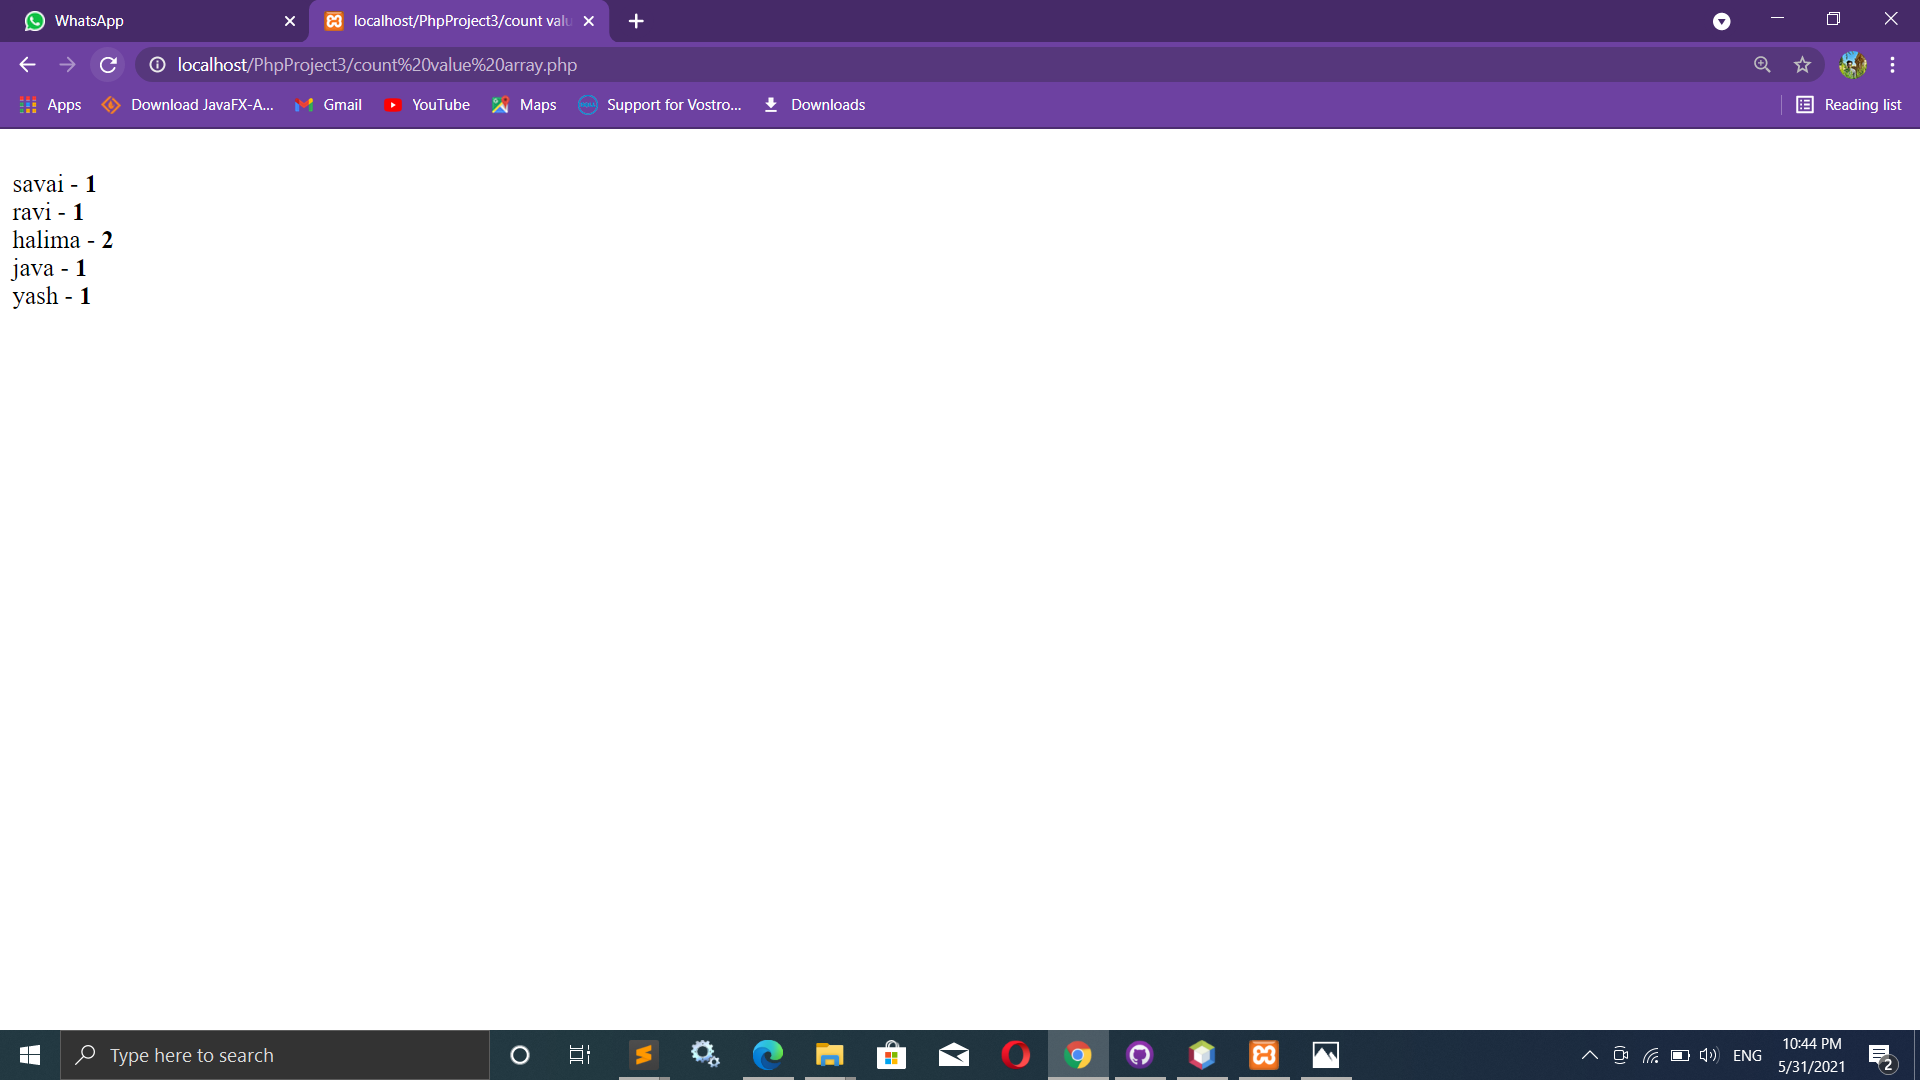 WhatsApp
localhost/PhpProject3/count valu
localhost/PhpProject3/count%20value%20array.php
Apps
Download JavaFX-A...
Gmail
YouTube
Maps
Support for Vostro...
Downloads
Reading list
savai - 1
ravi - 1
halima - 2
java - 1
yash - 1
Type here to search
ENG
10:44 PM
5/31/2021
2